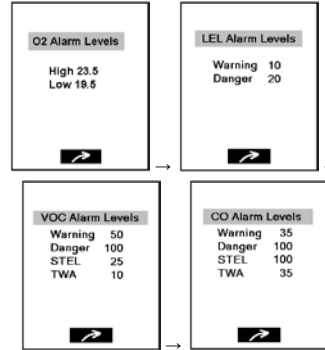 O2 Alarm Levels
High 23.5
Low 19.5
→
LEL Alarm Levels
Warning 10
Danger 20
VOC Alarm Levels
Warning 50
Danger 100
STEL 25
TWA 10
→
CO Alarm Levels
Warning 35
Danger 100
STEL 100
TWA 35